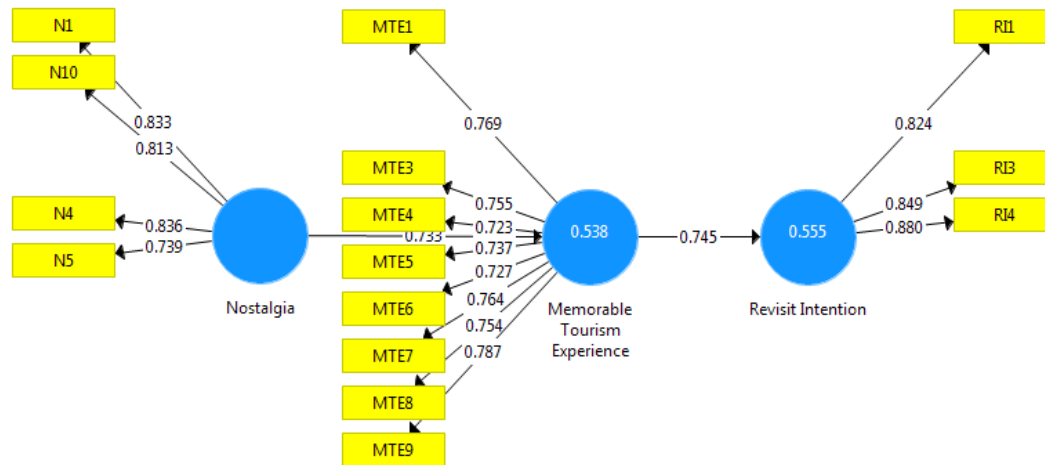 N1
MTE1
RI1
N10
0.833
0.813
0.769
0.824
MTE3
RI3
0.755
0.849
N4
MTE4
RI4
0.836
0.723
0.880
0.739
0.733
0.538
0.745
0.555
0.737
N5
MTE5
0.727
MTE6
0.764
0.754
0.787
MTE7
MTE8
MTE9
Nostalgia
Memorable
Tourism
Experience
Revisit Intention